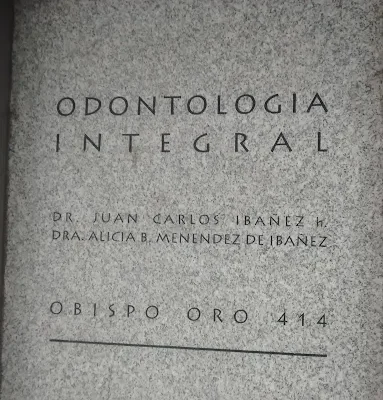 ODONTOLOGIA
INTEGRAL
DR. JUAN CARLOS IBAÑEZ h.
DRA. ALICIA B. MENENDEZ DE IBAÑEZ
OBISPO ORO 414